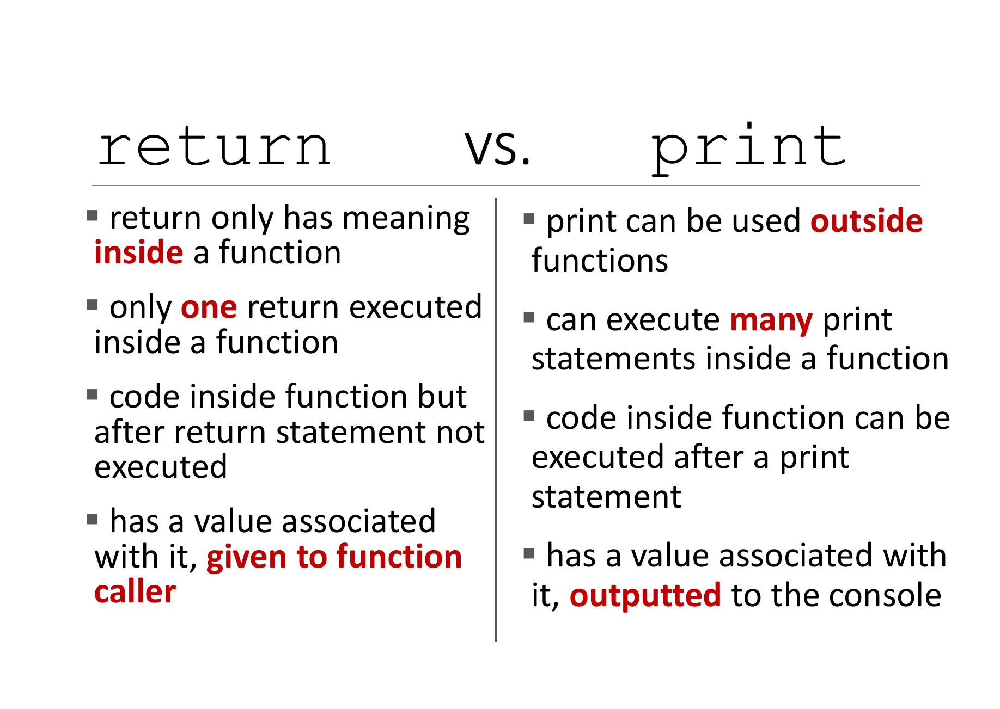 return vs. print
▪ return only has meaning
inside a function
▪ only one return executed
inside a function
▪ code inside function but
after return statement not
executed
▪ has a value associated
with it, given to function
caller
▪ print can be used outside
functions
▪ can execute many print
statements inside a function
▪ code inside function can be
executed after a print
statement
▪ has a value associated with
it, outputted to the console